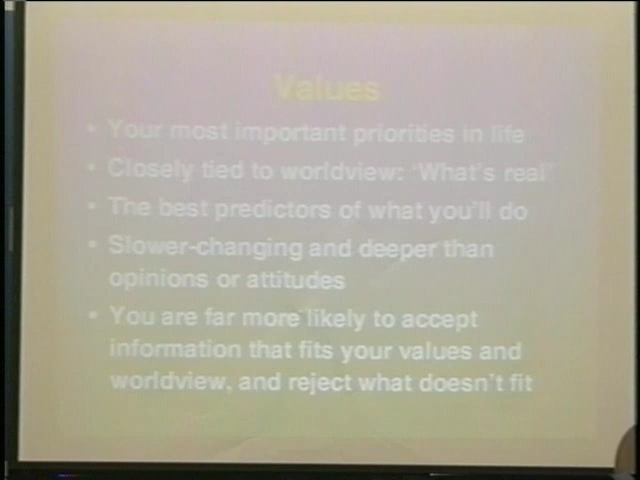 Values
• Your most important priorities in life
• Closely tied to worldview: "What's real"
• The best predictors of what you'll do
• Slower-changing and deeper than
opinions or attitudes
• You are far more likely to accept
information that fits your values and
worldview, and reject what doesn't fit